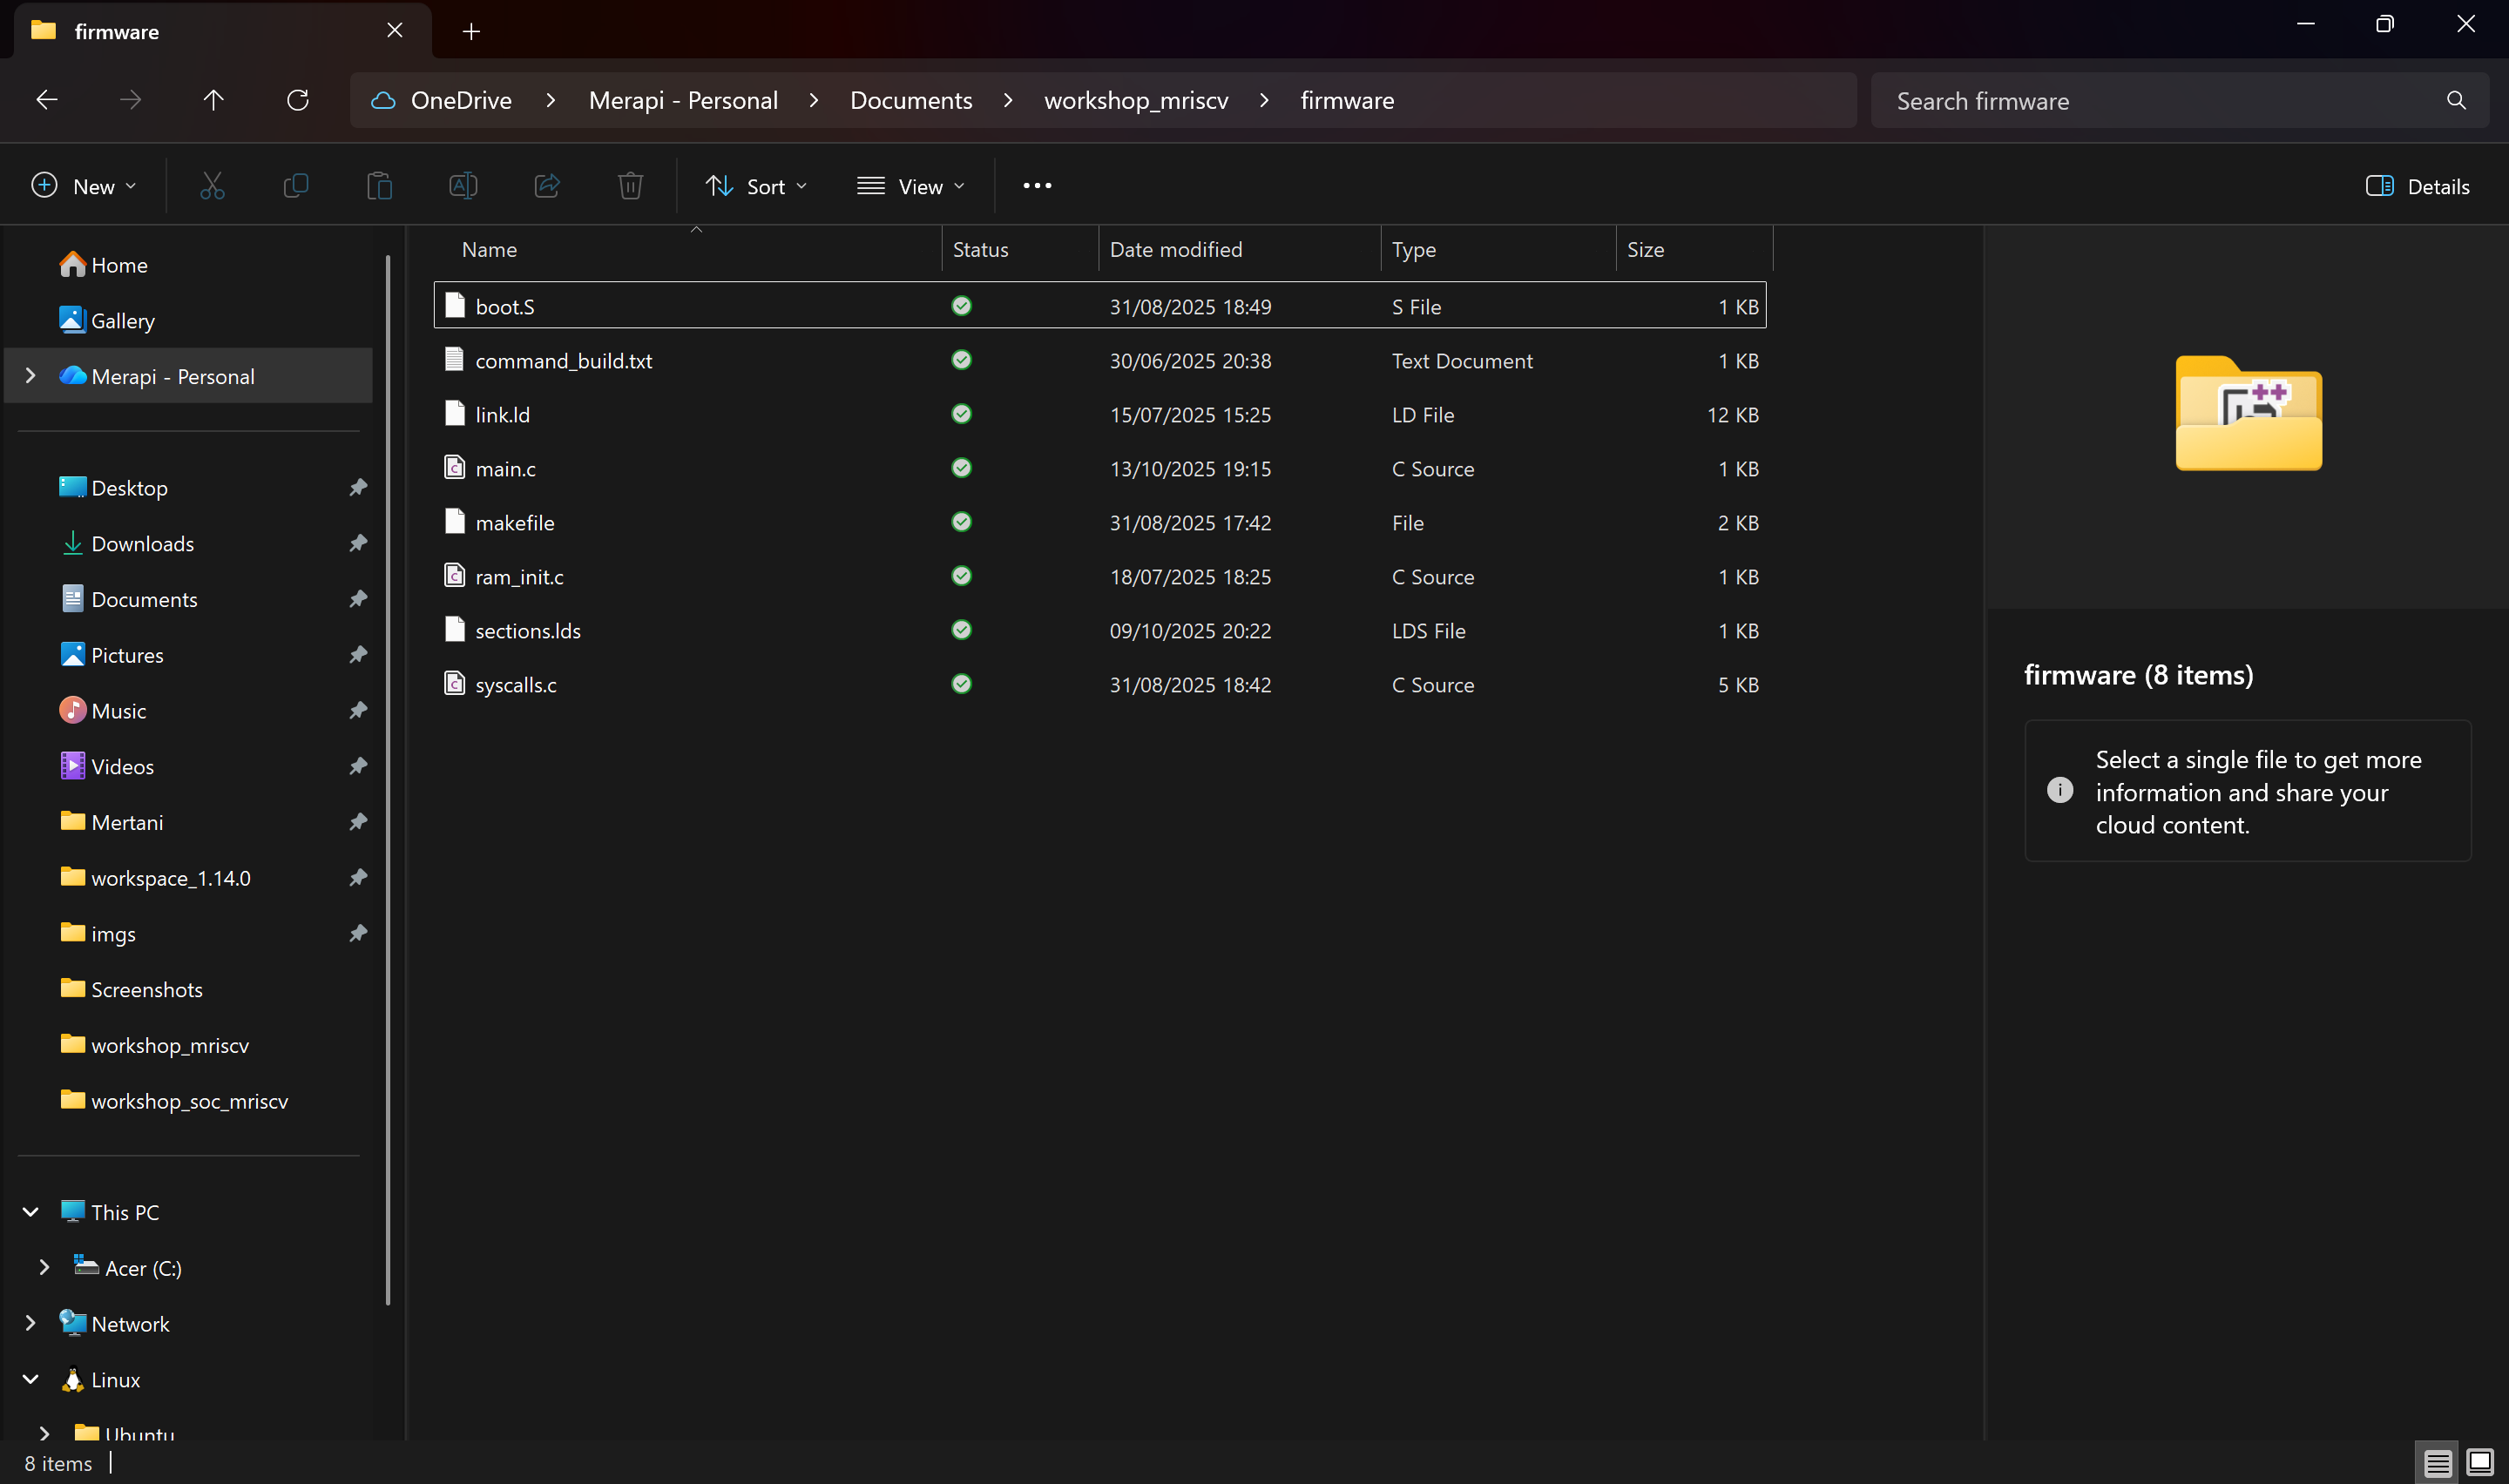 firmware
OneDrive > Merapi - Personal > Documents > workshop_mriscv > firmware
Search firmware
New
Sort
View
Details
Name Status Date modified Type Size
boot.S 31/08/2025 18:49 S File 1 KB
command_build.txt 30/06/2025 20:38 Text Document 1 KB
link.ld 15/07/2025 15:25 LD File 12 KB
main.c 13/10/2025 19:15 C Source 1 KB
makefile 31/08/2025 17:42 File 2 KB
ram_init.c 18/07/2025 18:25 C Source 1 KB
sections.lds 09/10/2025 20:22 LDS File 1 KB
syscalls.c 31/08/2025 18:42 C Source 5 KB
Home
Gallery
Merapi - Personal
Desktop
Downloads
Documents
Pictures
Music
Videos
Mertani
workspace_1.14.0
imgs
Screenshots
workshop_mriscv
workshop_soc_mriscv
This PC
Acer (C:)
Network
Linux
Ubuntu
firmware (8 items)
Select a single file to get more
information and share your
cloud content.
8 items